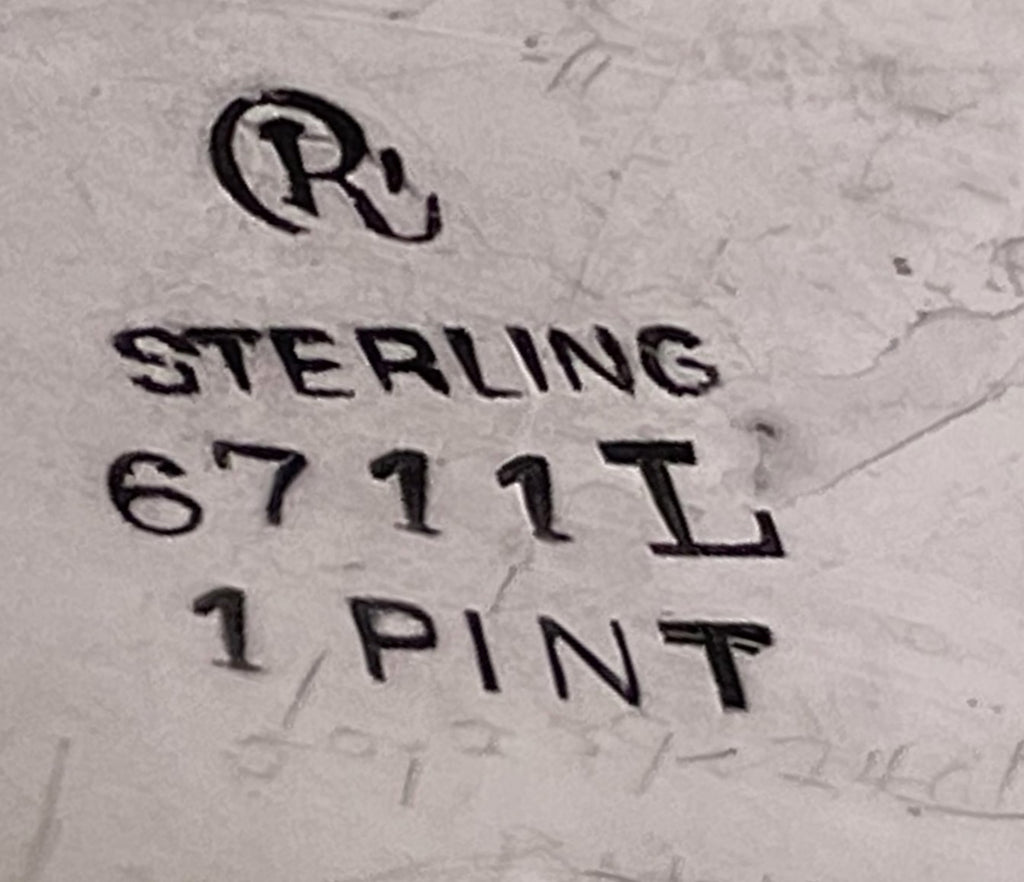 R
STERLING
6711L
1 PINT